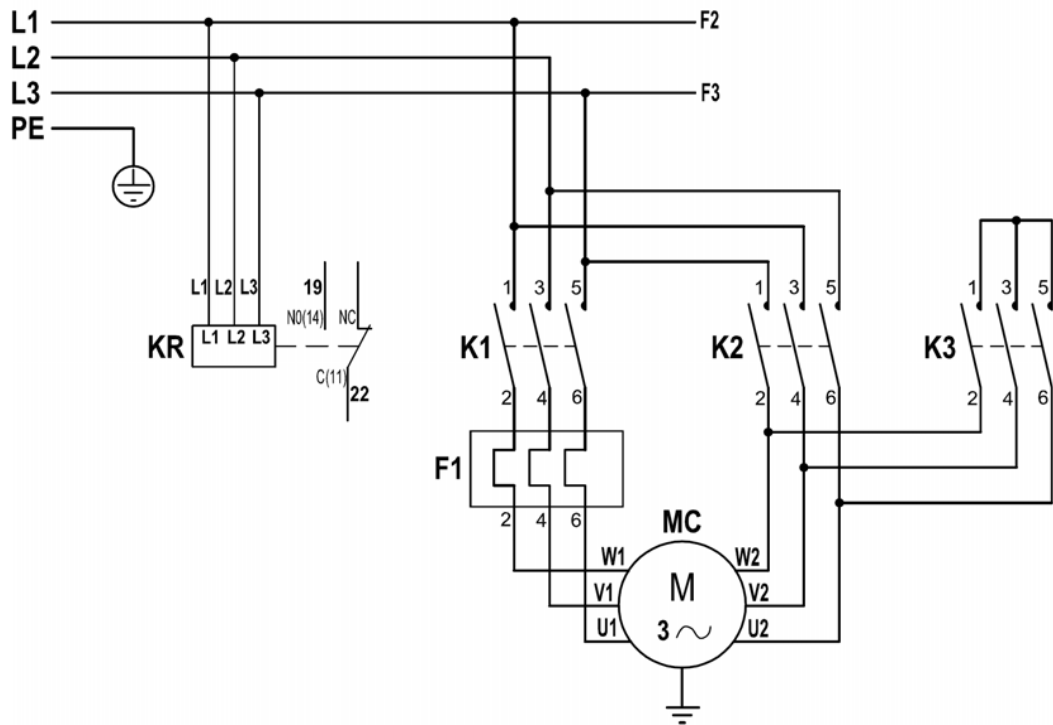 L1 F2
L2
L3 F3
PE
L1 L2 L3 19 1 3 5 1 3 5 1 3 5
N0(14) NC
KR L1 L2 L3 K1 K2 K3
C(11)
22 2 4 6 2 4 6 2 4 6
F1
2 4 6 MC
W1 W2
M
V1 V2
3
U1 U2